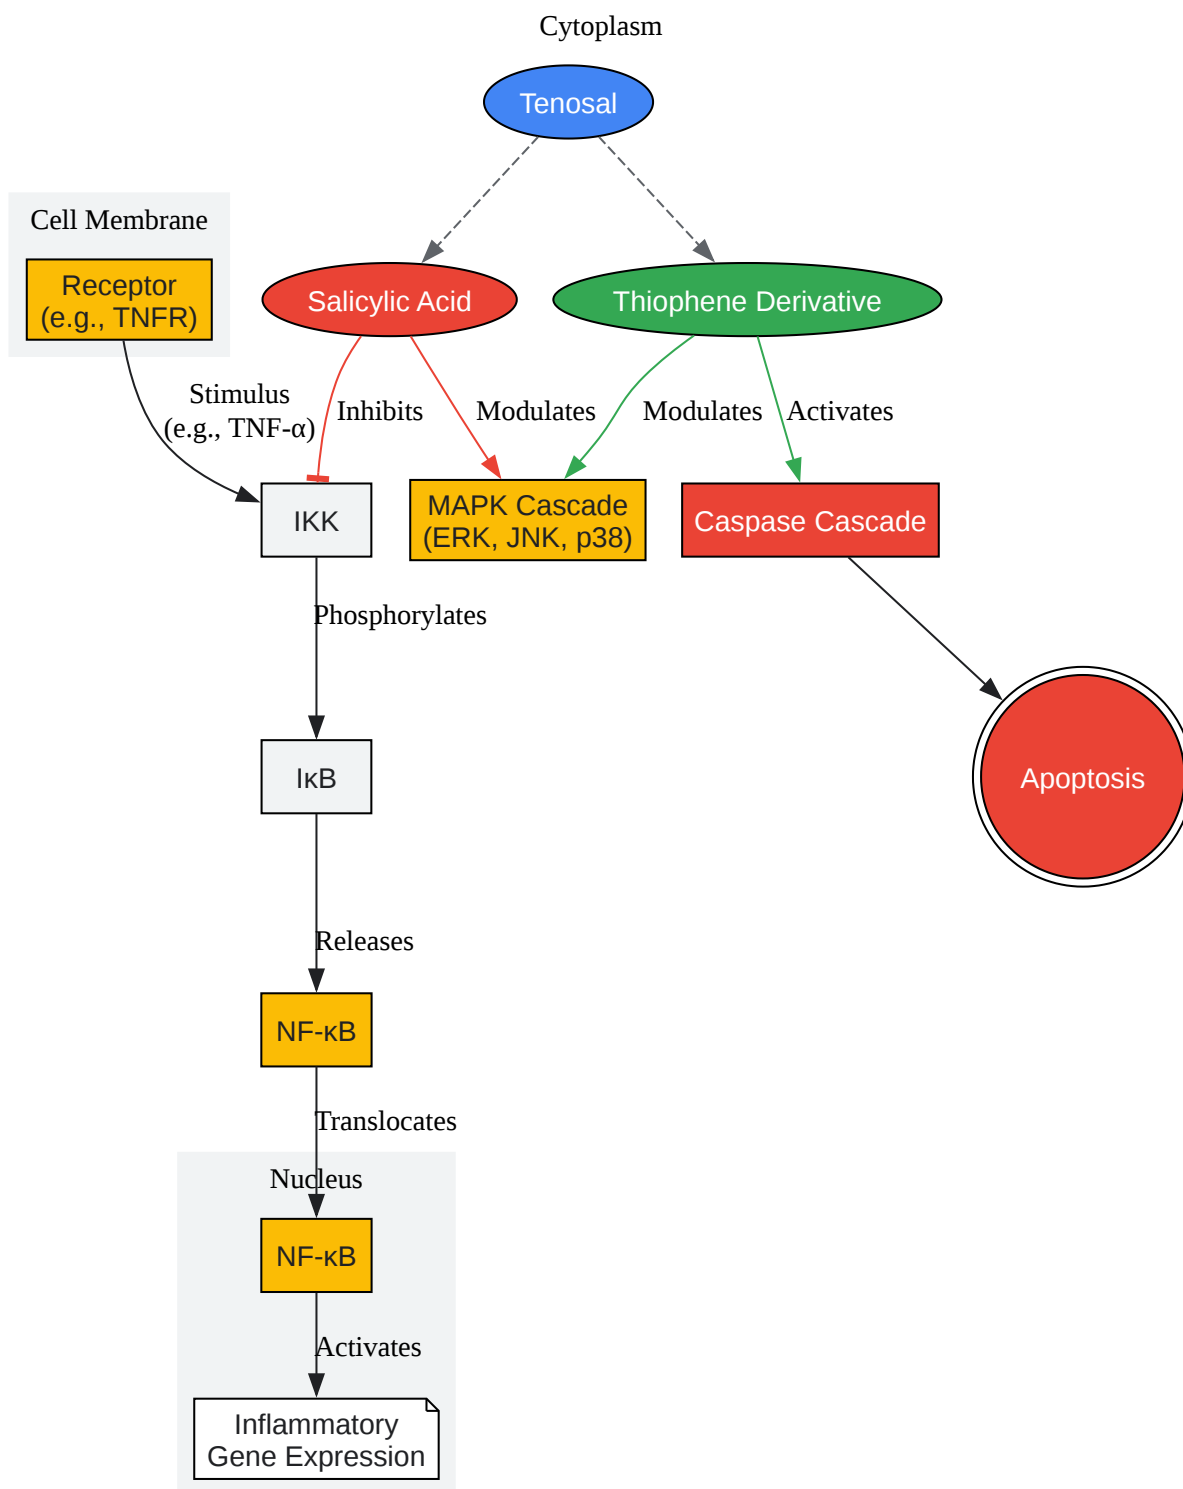 Cytoplasm
Tenosal
Cell Membrane
Receptor
(e.g., TNFR)
Salicylic Acid
Thiophene Derivative
Stimulus
(e.g., TNF-α)
Inhibits
Modulates
Modulates
Activates
IKK
MAPK Cascade
(ERK, JNK, p38)
Caspase Cascade
Phosphorylates
IκB
Apoptosis
Releases
NF-κB
Translocates
Nucleus
NF-κB
Activates
Inflammatory
Gene Expression